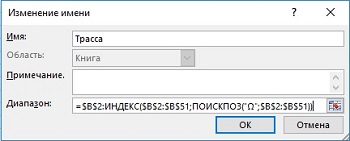 Изменение имени
Имя: Трасса
Область: Книга
Примечание.
Диапазон: =$B$2:ИНДЕКС($B$2:$B$51;ПОИСКПОЗ("Ω";$B$2:$B$51))
ОК Отмена